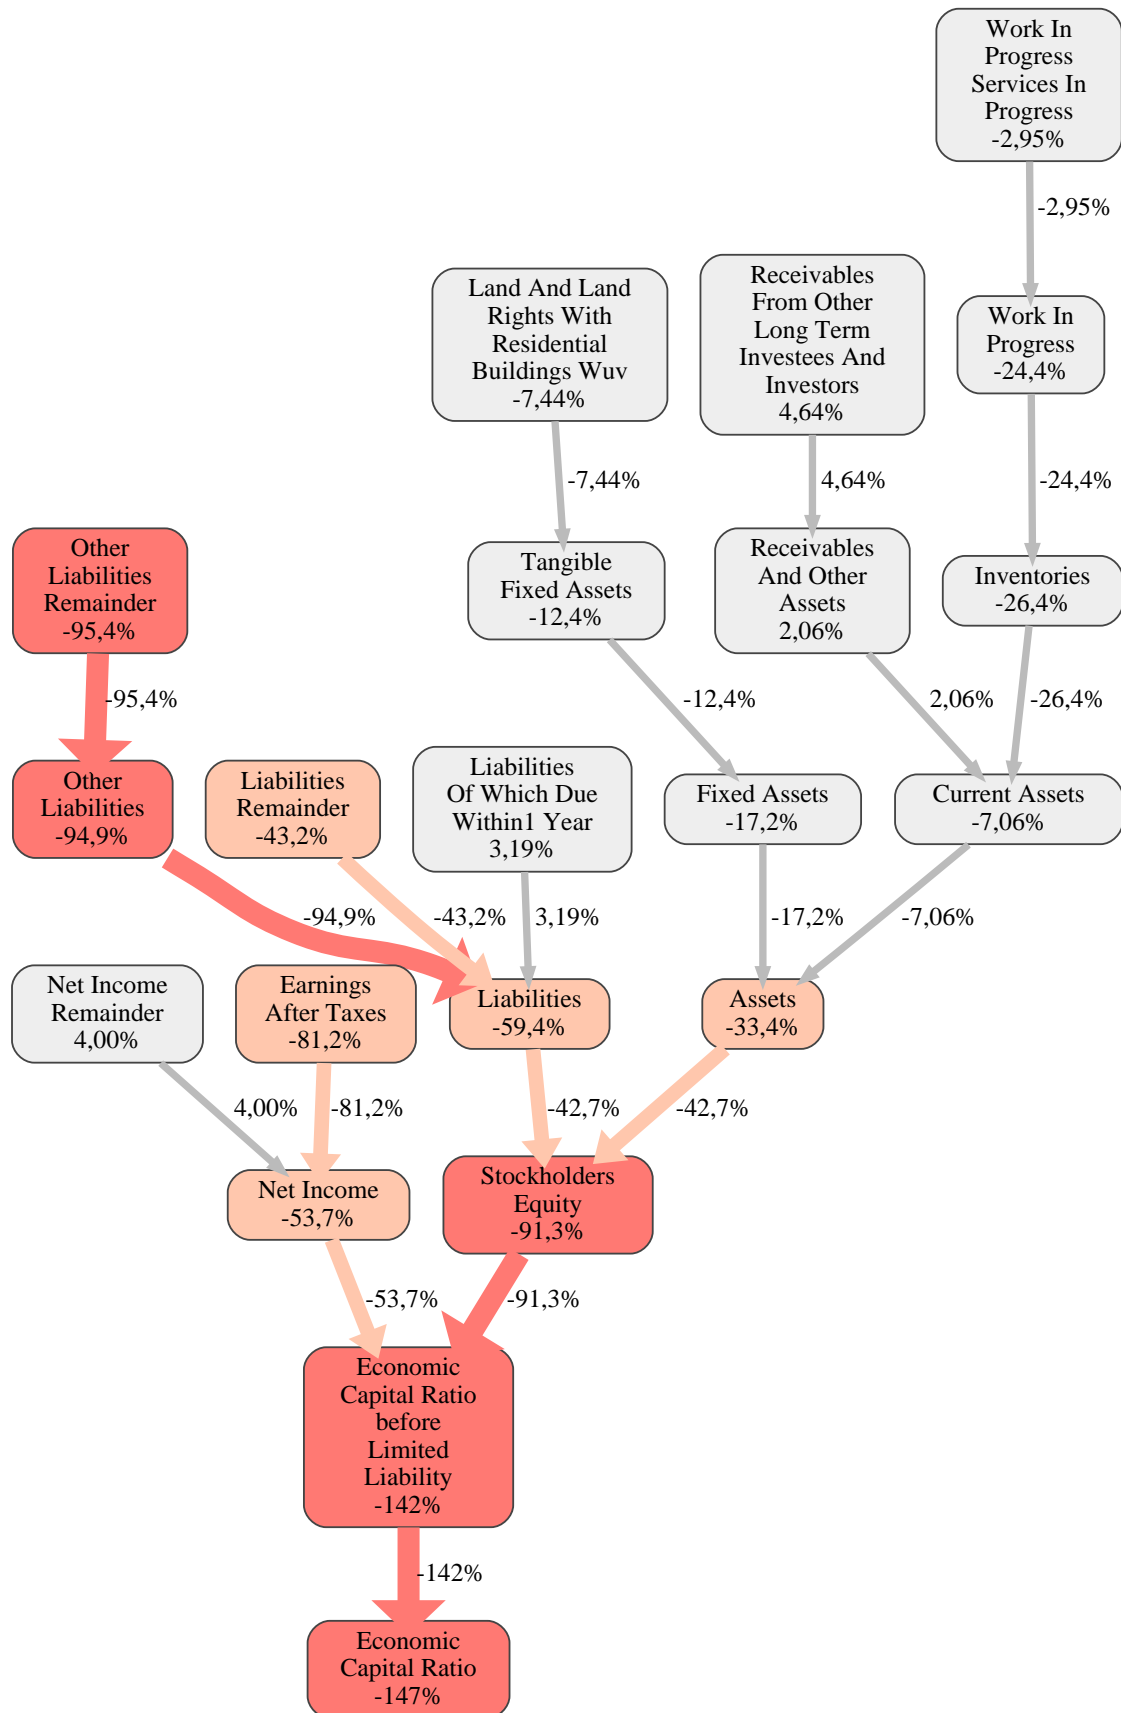 Work In
Progress
Services In
Progress
-2,95%
-2,95%
Land And Land
Rights With
Residential
Buildings Wuv
-7,44%
Receivables
From Other
Long Term
Investees And
Investors
4,64%
Work In
Progress
-24,4%
-7,44%
4,64%
-24,4%
Other
Liabilities
Remainder
-95,4%
Tangible
Fixed Assets
-12,4%
Receivables
And Other
Assets
2,06%
Inventories
-26,4%
-95,4%
-12,4%
2,06%
-26,4%
Other
Liabilities
-94,9%
Liabilities
Remainder
-43,2%
Liabilities
Of Which Due
Within1 Year
3,19%
Fixed Assets
-17,2%
Current Assets
-7,06%
-94,9%
-43,2%
3,19%
-17,2%
-7,06%
Net Income
Remainder
4,00%
Earnings
After Taxes
-81,2%
Liabilities
-59,4%
Assets
-33,4%
4,00%
-81,2%
-42,7%
-42,7%
Net Income
-53,7%
Stockholders
Equity
-91,3%
-53,7%
-91,3%
Economic
Capital Ratio
before
Limited
Liability
-142%
-142%
Economic
Capital Ratio
-147%